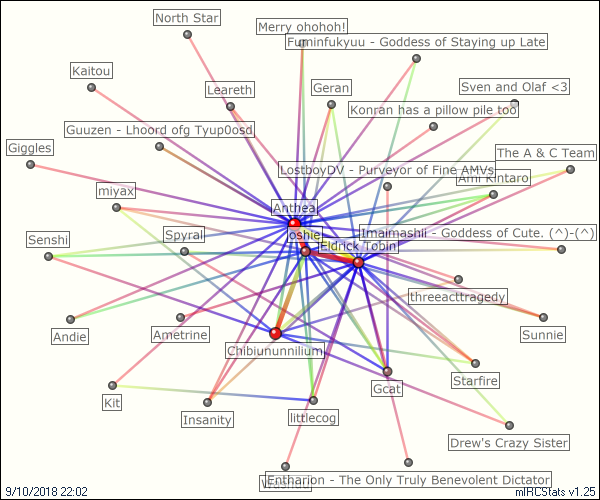 North Star
Merry ohohoh!
Fuminfukyuu - Goddess of Staying up Late
Kaitou
Leareth
Geran
Sven and Olaf <3
Konran has a pillow pile too
Guuzen - Lhoord ofg Tyup0osd
Giggles
The A & C Team
LostboyDV - Purveyor of Fine AMVs
Ami Kintaro
miyax
Anthea
Senshi
Spyral
oshie
Eldrick Tobin
Imaimashii - Goddess of Cute. (^)-(^)
threeacttragedy
Andie
Ametrine
Sunnie
Chibiununnilium
Starfire
Gcat
Kit
Insanity
littlecog
Drew's Crazy Sister
Entharion - The Only Truly Benevolent Dictator
9/10/2018 22:02
mIRCStats v1.25